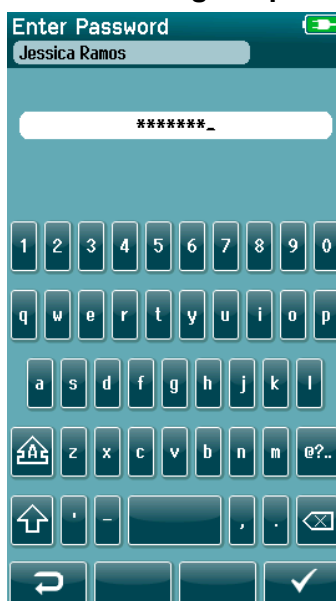 Enter Password
Jessica Ramos
*******_
1 2 3 4 5 6 7 8 9 0
q w e r t y u i o p
a s d f g h j k l
A z x c v b n m @?..
' - , .